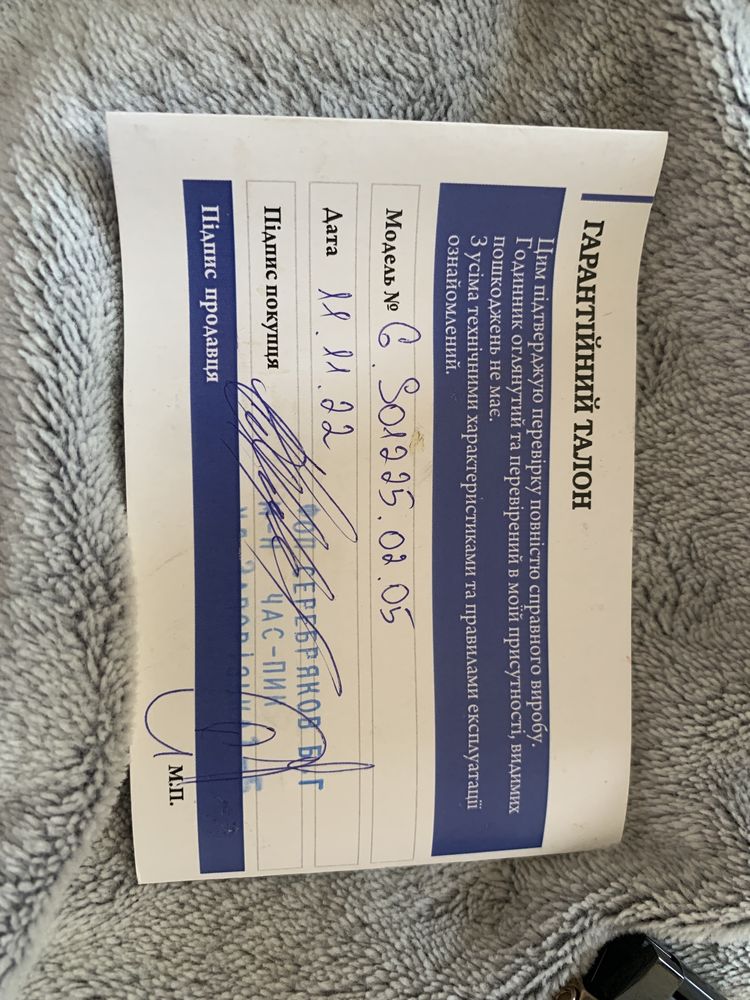 ГАРАНТІЙНИЙ ТАЛОН
Цим підтверджую перевірку повністю справного виробу.
Годинник оглянутий та перевірений в моїй присутності, видимих
пошкоджень не має.
З усіма технічними характеристиками та правилами експлуатації
ознайомлений.
Модель № G.S01225.02.05
Дата 11.11.22
Підпис покупця
ФОП СЕРЕБРЯКОВ Б.Г
ЧАС-ПИК
Підпис продавця
М.П.